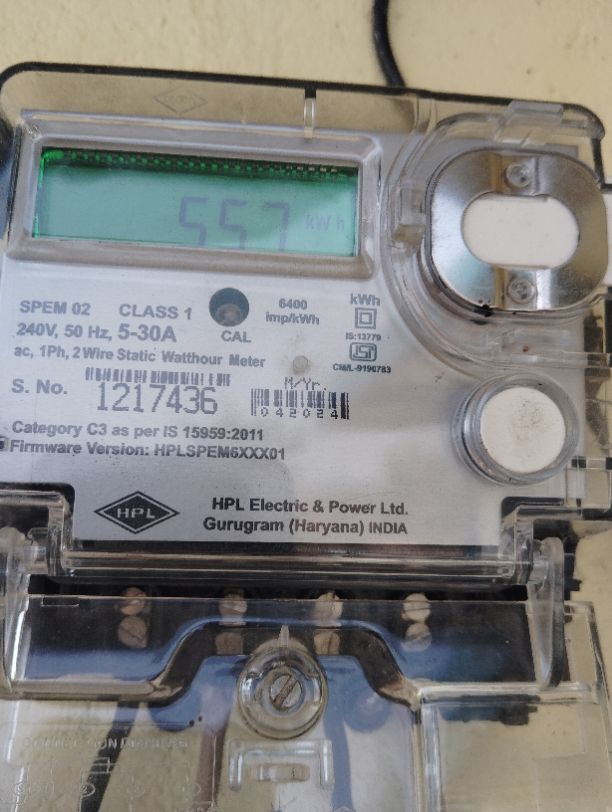 HPL
557 kWh
SPEM 02 CLASS 1
240V, 50 Hz, 5-30A
ac, 1Ph, 2 Wire Static Watthour Meter
CAL
6400
imp/kWh
kWh
IS:13779
CM/L-9190783
S. No. 1217436
M/Yr.
042024
Category C3 as per IS 15959:2011
Firmware Version: HPLSPEM6XXX01
HPL
HPL Electric & Power Ltd.
Gurugram (Haryana) INDIA